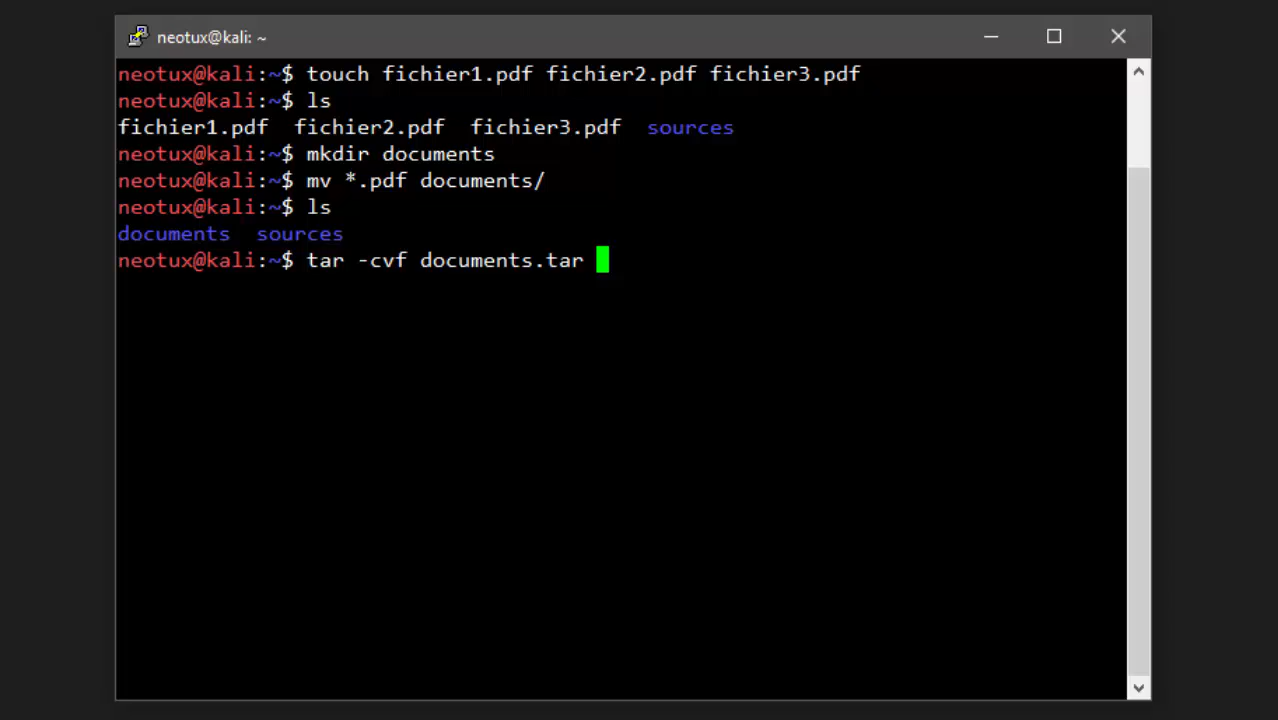 neotux@kali: ~
neotux@kali:~$ touch fichier1.pdf fichier2.pdf fichier3.pdf
neotux@kali:~$ ls
fichier1.pdf  fichier2.pdf  fichier3.pdf  sources
neotux@kali:~$ mkdir documents
neotux@kali:~$ mv *.pdf documents/
neotux@kali:~$ ls
documents  sources
neotux@kali:~$ tar -cvf documents.tar